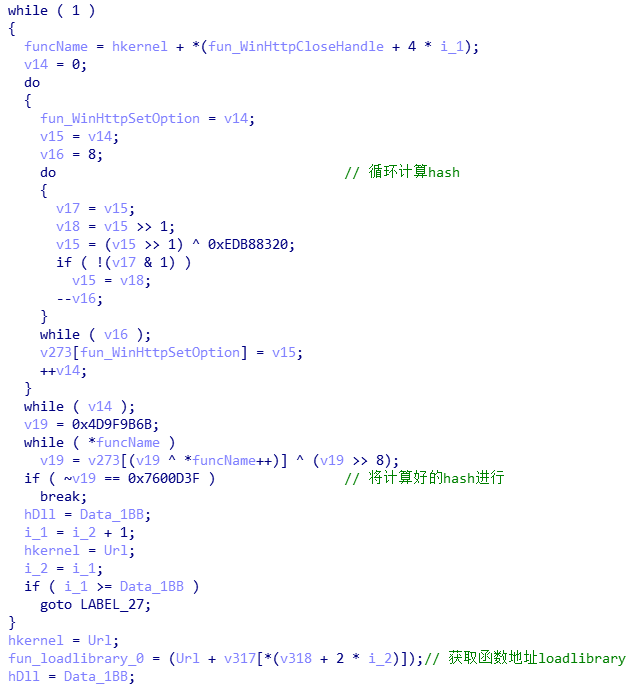 while ( 1 )
{
  funcName = hkernel + *(fun_WinHttpCloseHandle + 4 * i_1);
  v14 = 0;
  do
  {
    fun_WinHttpSetOption = v14;
    v15 = v14;
    v16 = 8;
    do                                  // 循环计算hash
    {
      v17 = v15;
      v18 = v15 >> 1;
      v15 = (v15 >> 1) ^ 0xEDB88320;
      if ( !(v17 & 1) )
        v15 = v18;
      --v16;
    }
    while ( v16 );
    v273[fun_WinHttpSetOption] = v15;
    ++v14;
  }
  while ( v14 );
  v19 = 0x4D9F9B6B;
  while ( *funcName )
    v19 = v273[(v19 ^ *funcName++)] ^ (v19 >> 8);
  if ( ~v19 == 0x7600D3F )                // 将计算好的hash进行
    break;
  hDll = Data_1BB;
  i_1 = i_2 + 1;
  hkernel = Url;
  i_2 = i_1;
  if ( i_1 >= Data_1BB )
    goto LABEL_27;
}
hkernel = Url;
fun_loadlibrary_0 = (Url + v317[*(v318 + 2 * i_2)]);// 获取函数地址loadlibrary
hDll = Data_1BB;